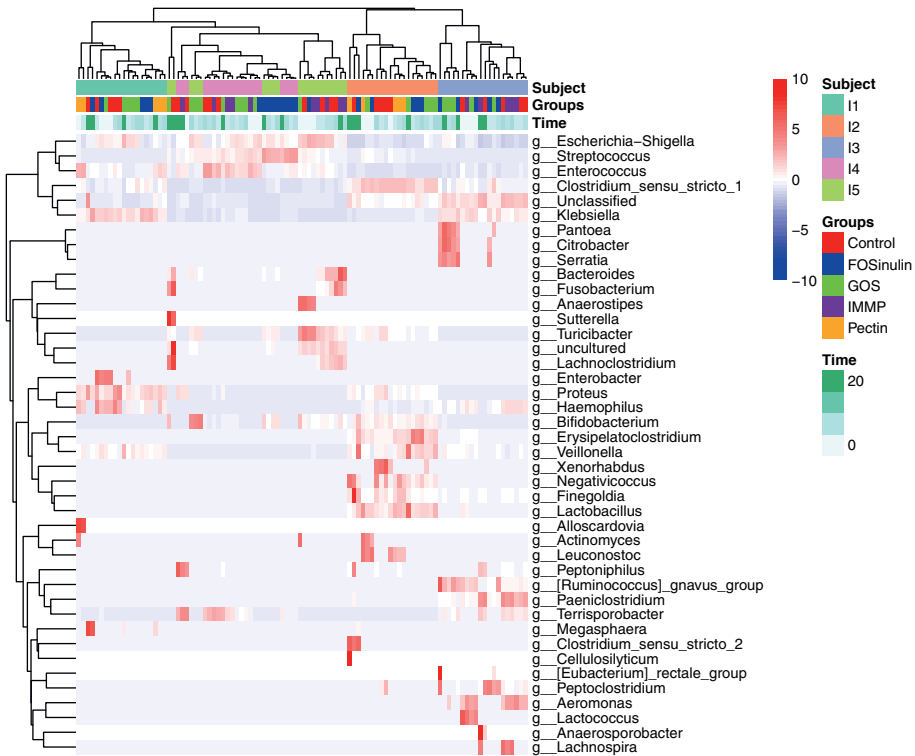 Subject
Groups
Time
g__Escherichia−Shigella
g__Streptococcus
g__Enterococcus
g__Clostridium_sensu_stricto_1
g__Unclassified
g__Klebsiella
g__Pantoea
g__Citrobacter
g__Serratia
g__Bacteroides
g__Fusobacterium
g__Anaerostipes
g__Sutterella
g__Turicibacter
g__uncultured
g__Lachnoclostridium
g__Enterobacter
g__Proteus
g__Haemophilus
g__Bifidobacterium
g__Erysipelatoclostridium
g__Veillonella
g__Xenorhabdus
g__Negativicoccus
g__Finegoldia
g__Lactobacillus
g__Alloscardovia
g__Actinomyces
g__Leuconostoc
g__Peptoniphilus
g__[Ruminococcus]_gnavus_group
g__Paeniclostridium
g__Terrisporobacter
g__Megasphaera
g__Clostridium_sensu_stricto_2
g__Cellulosilyticum
g__[Eubacterium]_rectale_group
g__Peptoclostridium
g__Aeromonas
g__Lactococcus
g__Anaerosporobacter
g__Lachnospira
10
5
0
−5
−10
Subject
I1
I2
I3
I4
I5
Groups
Control
FOSinulin
GOS
IMMP
Pectin
Time
20
0